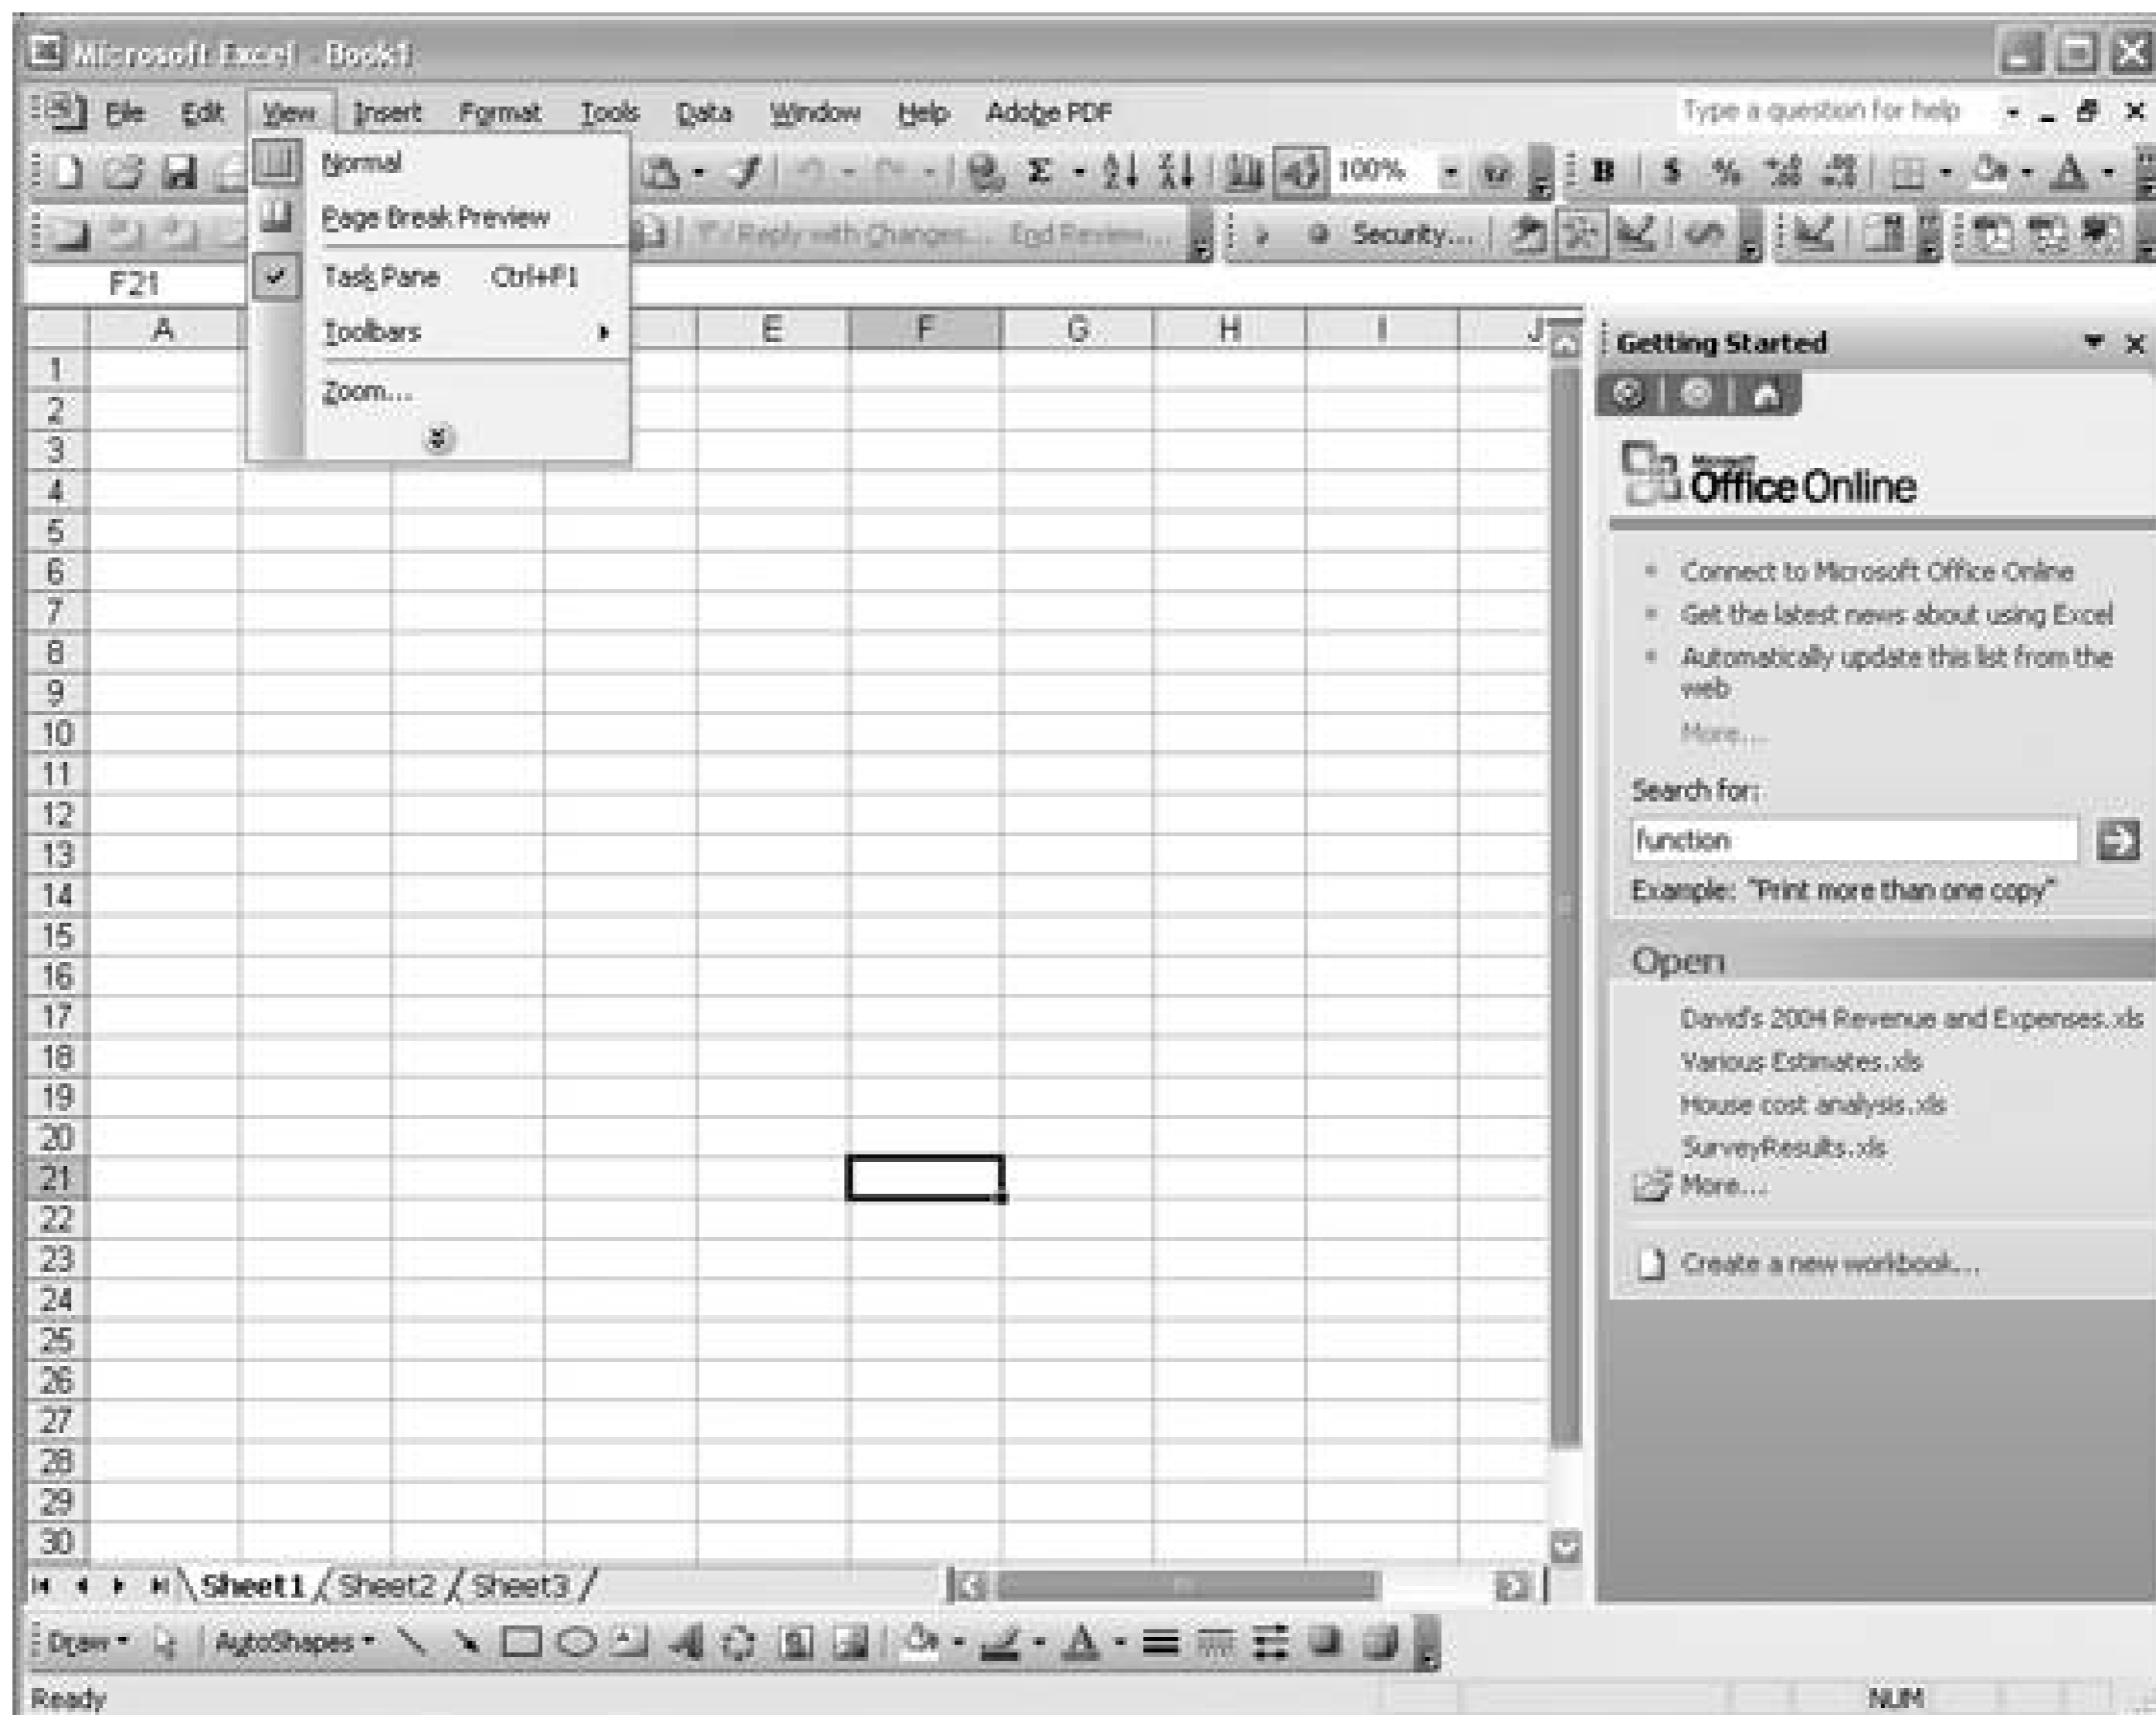 Microsoft Excel - Book1
File Edit View Insert Format Tools Data Window Help Adobe PDF Type a question for help
Normal
100%
Page Break Preview
Reply with Changes... End Review... Security...
Task Pane Ctrl+F1
F21
Toolbars
A E F G H I J
Zoom...
1
2
3
4
5
6
7
8
9
10
11
12
13
14
15
16
17
18
19
20
21
22
23
24
25
26
27
28
29
30
Getting Started
Microsoft
Office Online
Connect to Microsoft Office Online
Get the latest news about using Excel
Automatically update this list from the
web
More...
Search for:
function
Example: "Print more than one copy"
Open
David's 2004 Revenue and Expenses.xls
Various Estimates.xls
House cost analysis.xls
SurveyResults.xls
More...
Create a new workbook...
Sheet1 Sheet2 Sheet3
Draw AutoShapes
Ready NUM